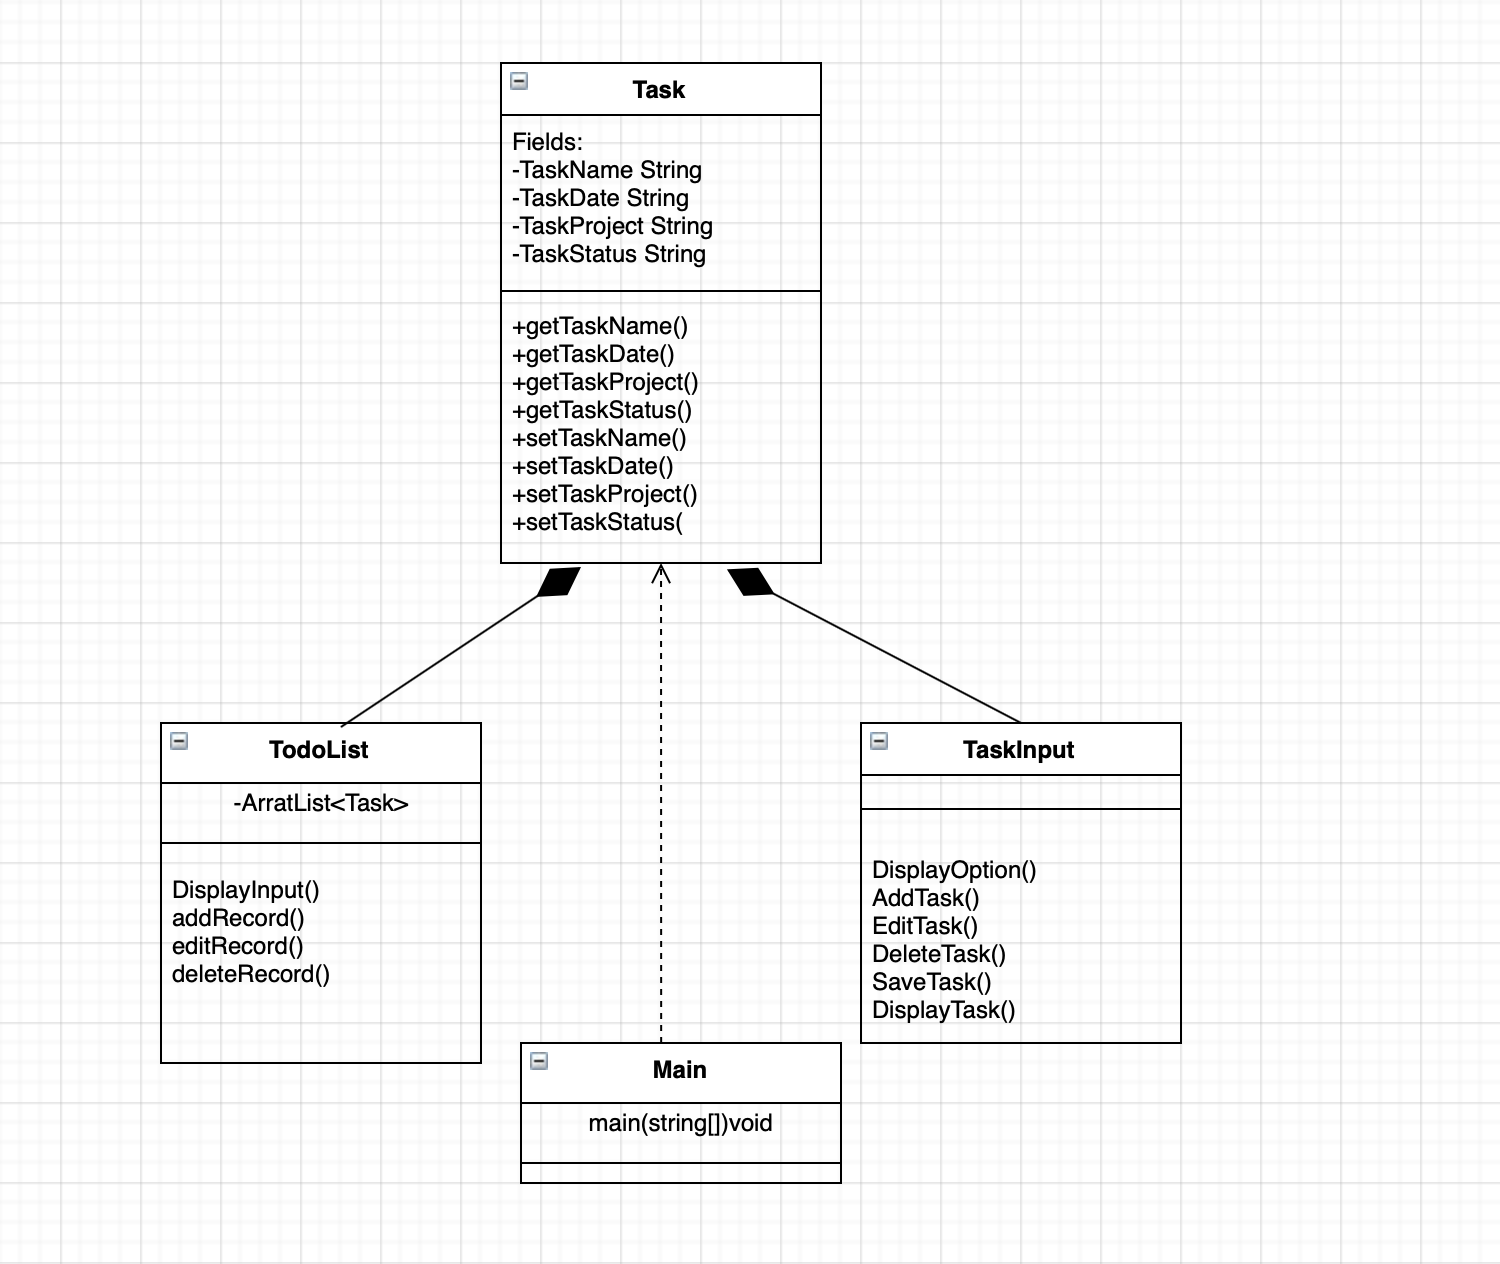 Task
Fields:
-TaskName String
-TaskDate String
-TaskProject String
-TaskStatus String
+getTaskName()
+getTaskDate()
+getTaskProject()
+getTaskStatus()
+setTaskName()
+setTaskDate()
+setTaskProject()
+setTaskStatus(
TodoList
-ArratList<Task>
DisplayInput()
addRecord()
editRecord()
deleteRecord()
TaskInput
DisplayOption()
AddTask()
EditTask()
DeleteTask()
SaveTask()
DisplayTask()
Main
main(string[])void